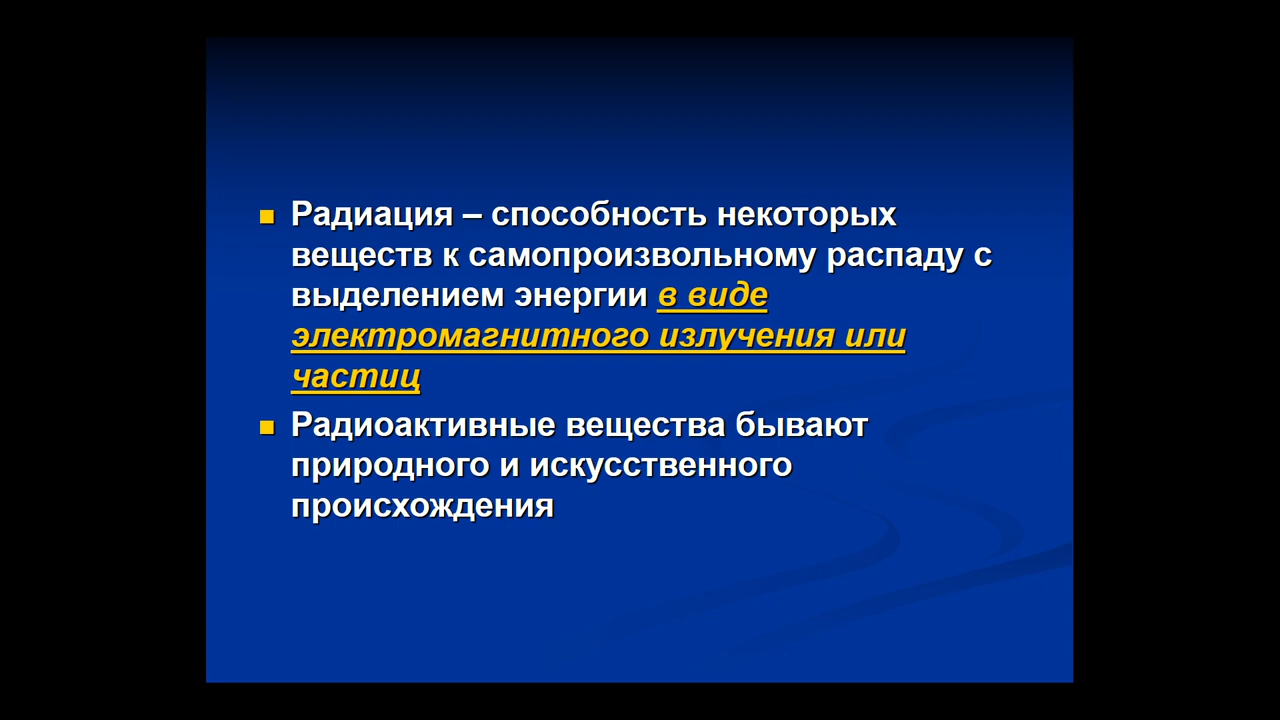 Радиация – способность некоторых
веществ к самопроизвольному распаду с
выделением энергии в виде
электромагнитного излучения или
частиц
Радиоактивные вещества бывают
природного и искусственного
происхождения